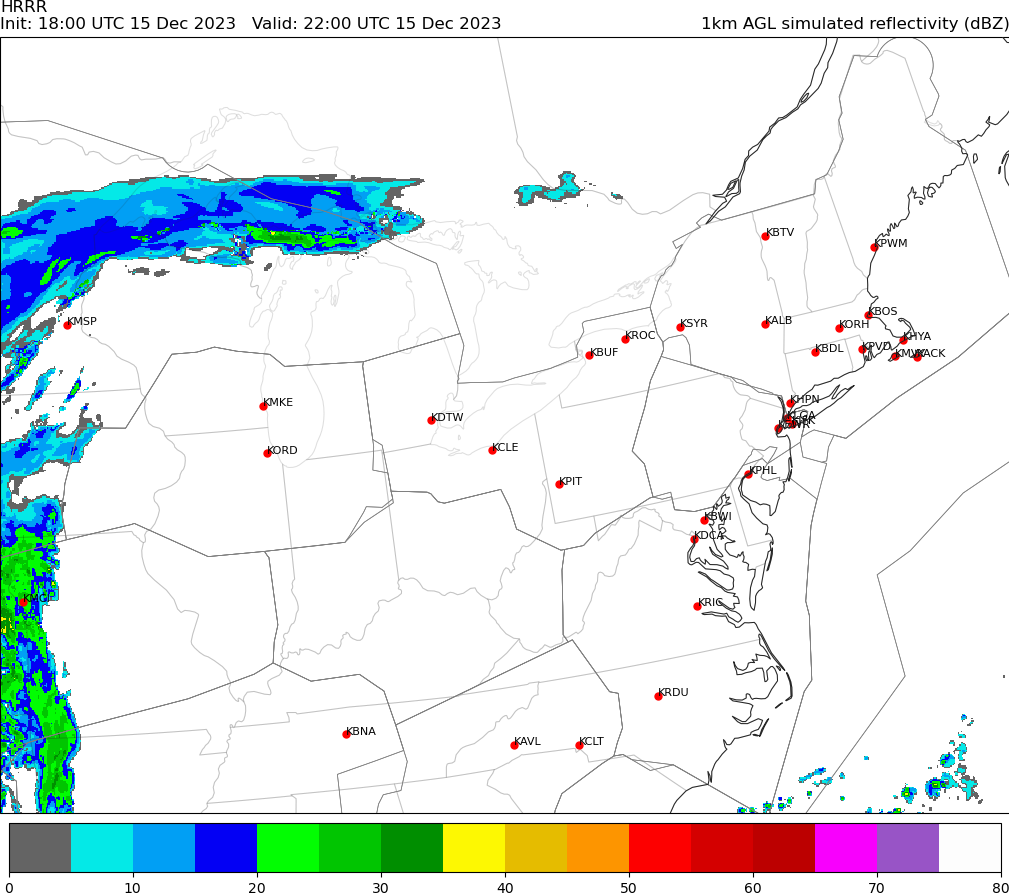 HRRR
Init: 18:00 UTC 15 Dec 2023   Valid: 22:00 UTC 15 Dec 2023   1km AGL simulated reflectivity (dBZ)
KBTV
KPWM
KMSP
KBOS
KSYR
KALB
KORH
KROC
KHYA
KBDL
KPVD
KBUF
KACK
KHPN
KMKE
KLGA
KDTW
KORD
KCLE
KPHL
KPIT
KBWI
KDCA
KMCI
KRIC
KRDU
KBNA
KAVL
KCLT
0 10 20 30 40 50 60 70 80